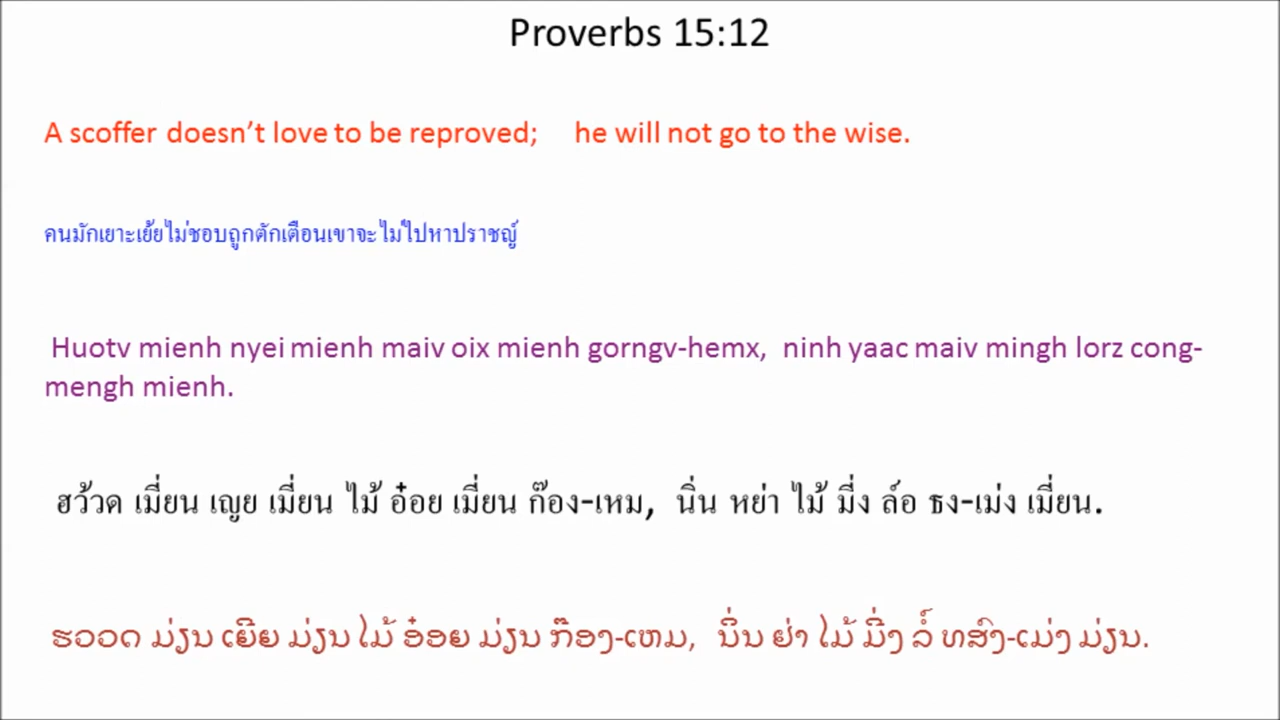 Proverbs 15:12
A scoffer doesn’t love to be reproved; he will not go to the wise.
คนมักเยาะเย้ยไม่ชอบถูกตักเตือนเขาจะไม่ไปหาปราชญ์
Huotv mienh nyei mienh maiv oix mienh gorngv-hemx, ninh yaac maiv mingh lorz cong-
mengh mienh.
ฮว้วด เมี่ยน เญย เมี่ยน ไม้ อ๋อย เมี่ยน ก๊อง-เหม, นิ่น หย่า ไม้ มี่ง ล์อ ธง-เม่ง เมี่ยน.
ຮວວດ ມ່ຽນ ເຍີຍ ມ່ຽນ ໄມ້ ອ໋ອຍ ມ່ຽນ ກ໊ອງ-ເຫມ, ນິ່ນ ຢ່າ ໄມ້ ມີ່ງ ລໍ໌ ທສົງ-ເມ່ງ ມ່ຽນ.